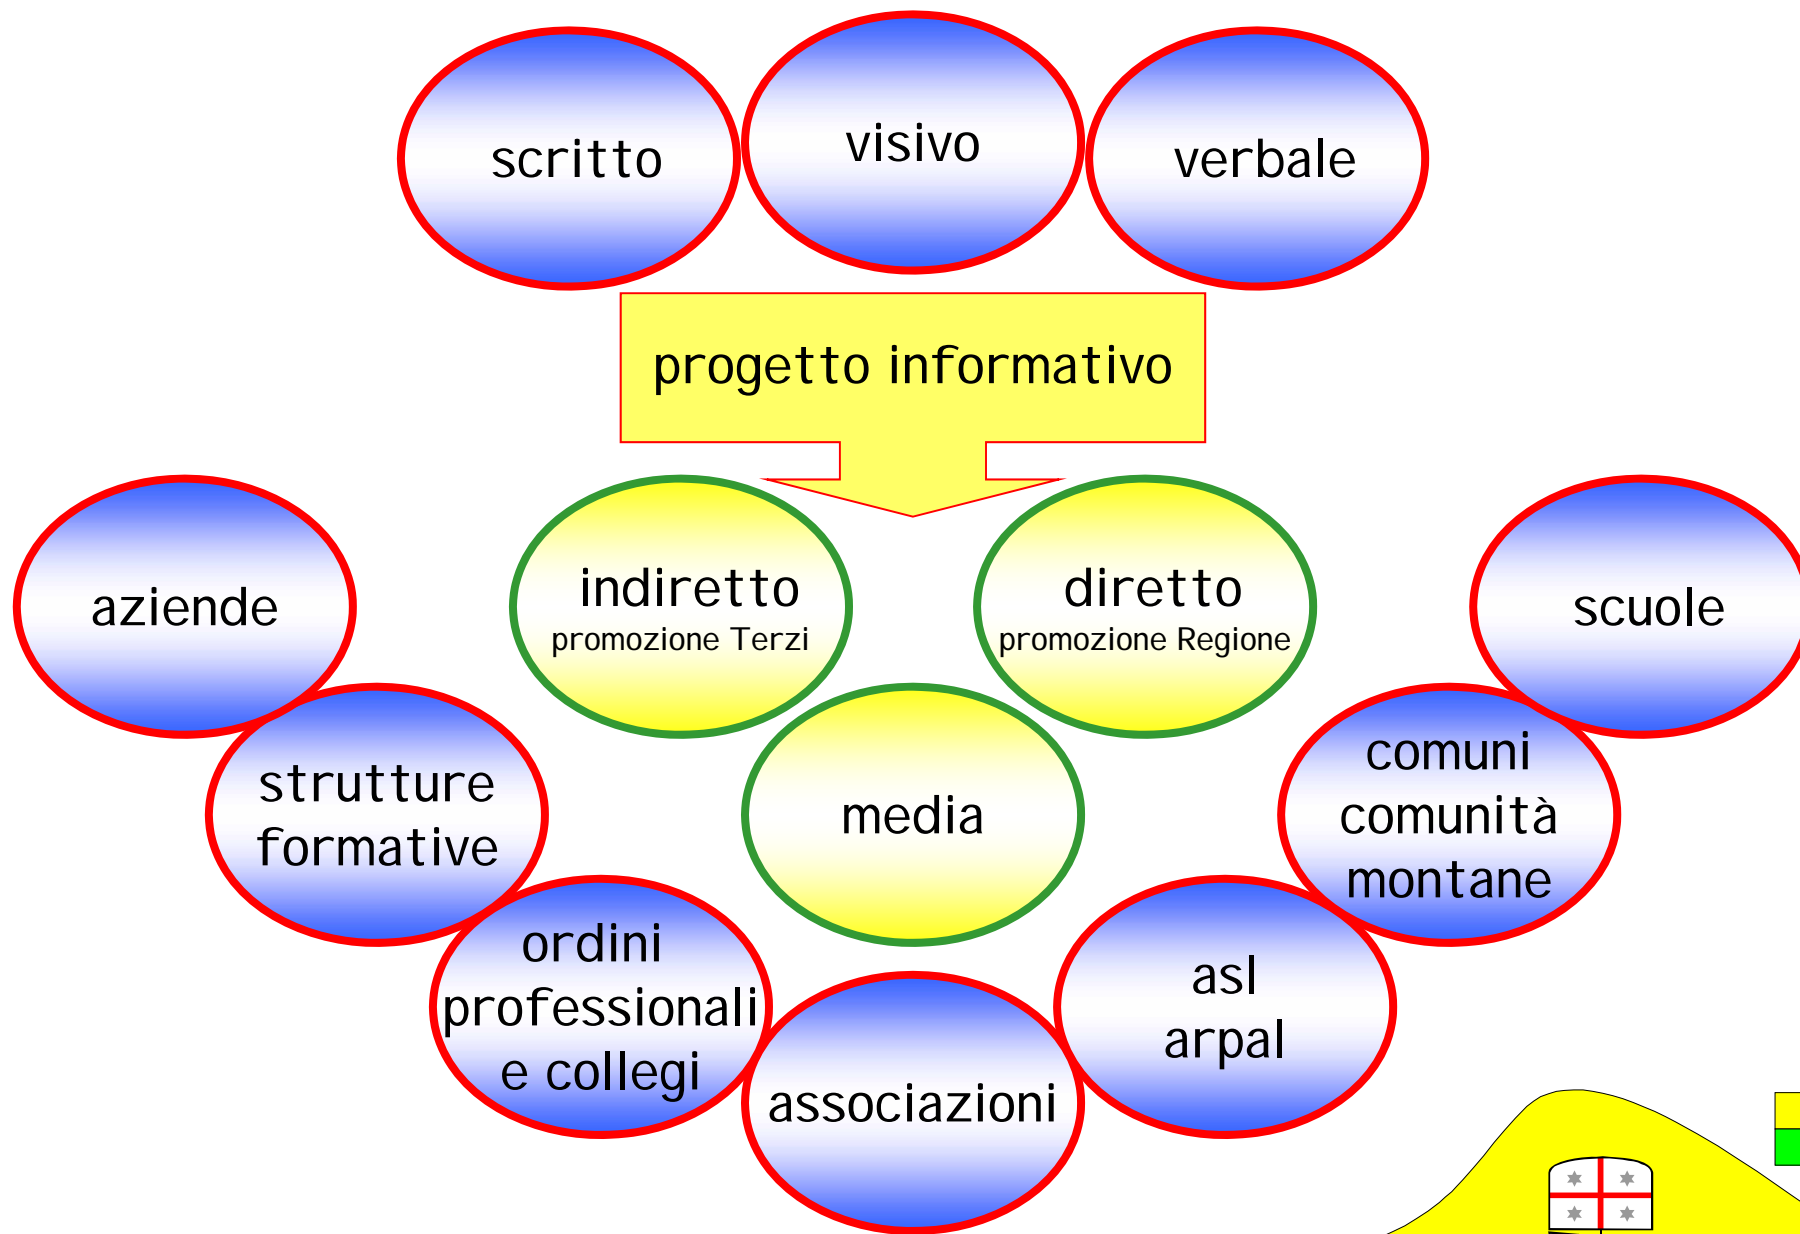 scritto
visivo
verbale
progetto informativo
aziende
indiretto
promozione Terzi
diretto
promozione Regione
scuole
strutture
formative
media
comuni
comunità
montane
ordini
professionali
e collegi
associazioni
asl
arpal